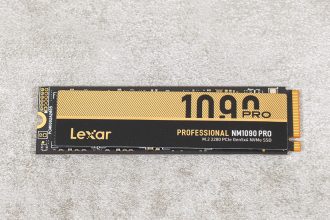 1090
PRO
Lexar
PROFESSIONAL NM1090 PRO
M.2 2280 PCIe Gen5x4 NVMe SSD